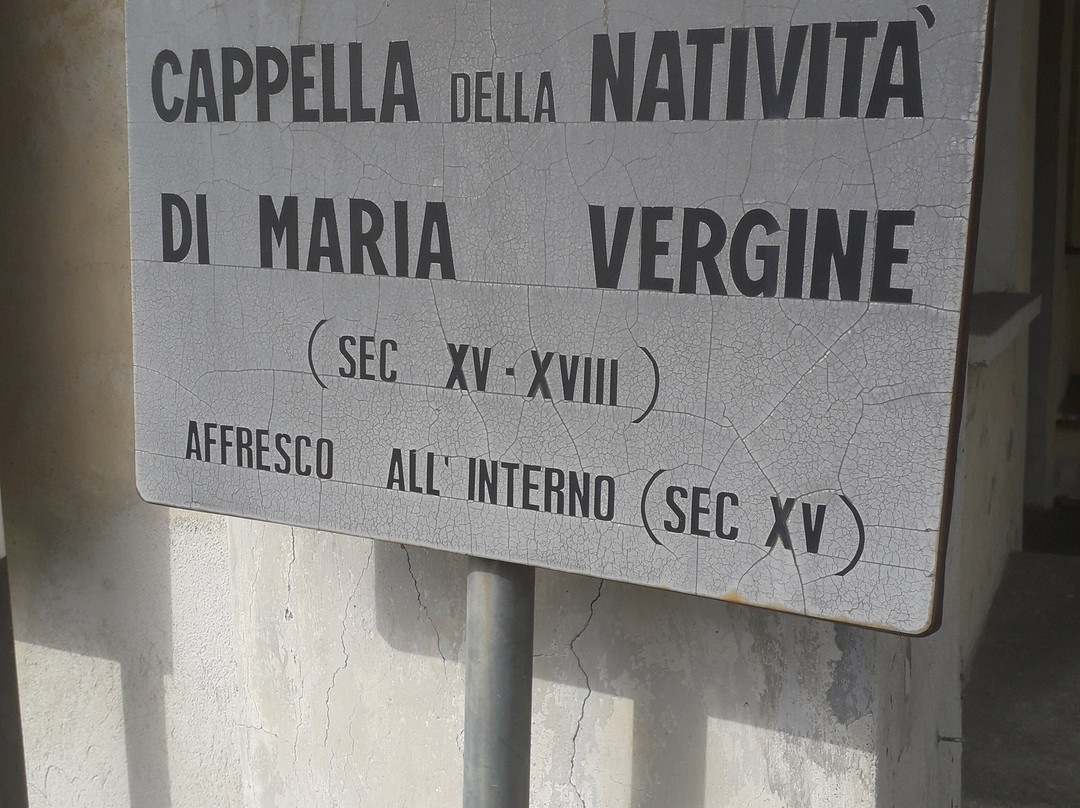 CAPPELLA DELLA NATIVITÀ
DI MARIA VERGINE
(SEC XV-XVIII)
AFFRESCO ALL'INTERNO (SEC XV)